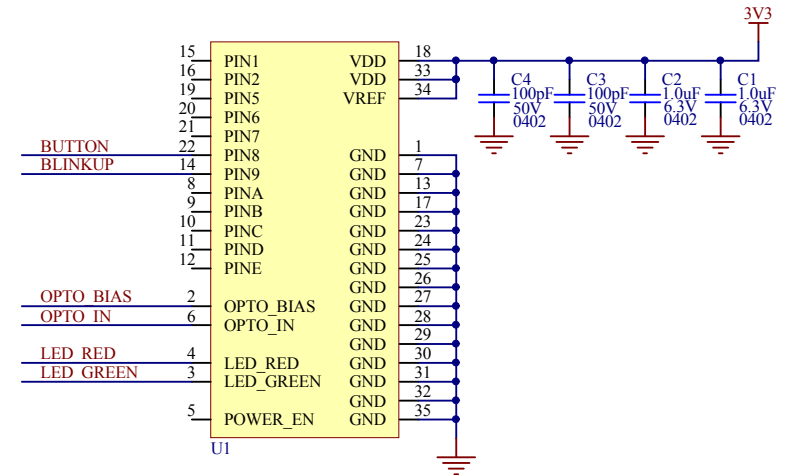 3V3
15 PIN1 VDD 18
16 PIN2 VDD 33
19 PIN5 VREF 34
20 PIN6
21 PIN7
BUTTON 22 PIN8 GND 1
BLINKUP 14 PIN9 GND 7
8 PINA GND 13
9 PINB GND 17
10 PINC GND 23
11 PIND GND 24
12 PINE GND 25
GND 26
OPTO_BIAS 2 OPTO_BIAS GND 27
OPTO_IN 6 OPTO_IN GND 28
GND 29
LED_RED 4 LED_RED GND 30
LED_GREEN 3 LED_GREEN GND 31
GND 32
5 POWER_EN GND 35
U1
C4
100pF
50V
0402
C3
100pF
50V
0402
C2
1.0uF
6.3V
0402
C1
1.0uF
6.3V
0402